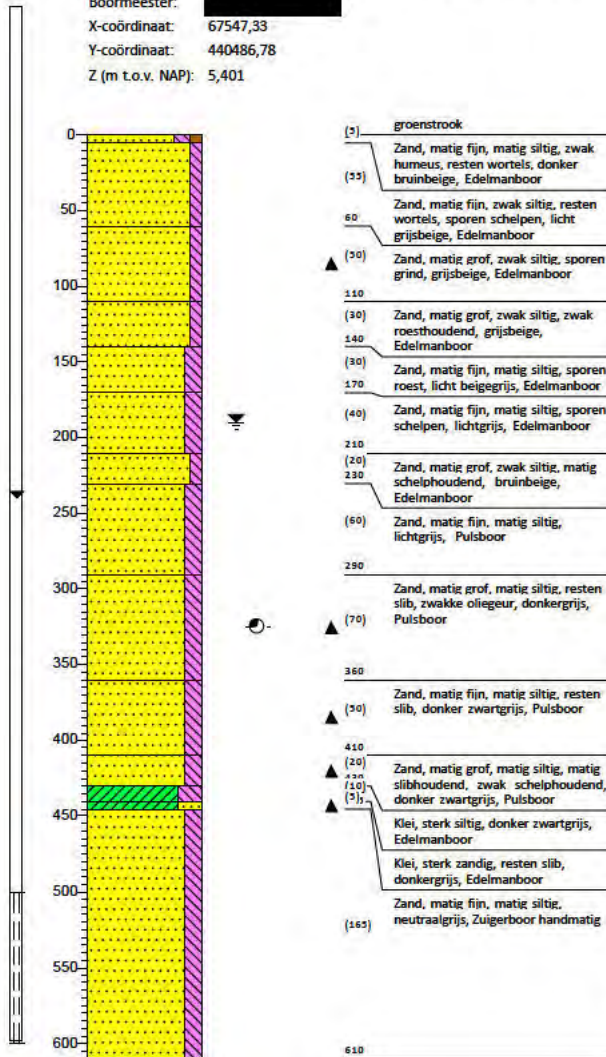 Boormeester:
X-coördinaat: 67547,33
Y-coördinaat: 440486,78
Z (m t.o.v. NAP): 5,401
0
50
100
150
200
250
300
350
400
450
500
550
600
(5)
groenstrook
Zand, matig fijn, matig siltig, zwak
humeus, resten wortels, donker
bruinbeige, Edelmanboor
(55)
Zand, matig fijn, zwak siltig, resten
wortels, sporen schelpen, licht
grijsbeige, Edelmanboor
60
(50)
Zand, matig grof, zwak siltig, sporen
grind, grijsbeige, Edelmanboor
110
(30)
Zand, matig grof, zwak siltig, zwak
roesthoudend, grijsbeige,
Edelmanboor
140
(30)
Zand, matig fijn, matig siltig, sporen
roest, licht beigegrijs, Edelmanboor
170
(40)
Zand, matig fijn, matig siltig, sporen
schelpen, lichtgrijs, Edelmanboor
210
(20)
Zand, matig grof, zwak siltig, matig
schelphoudend, bruinbeige,
Edelmanboor
230
(60)
Zand, matig fijn, matig siltig,
lichtgrijs, Pulsboor
290
Zand, matig grof, matig siltig, resten
slib, zwakke oliegeur, donkergrijs,
Pulsboor
(70)
360
Zand, matig fijn, matig siltig, resten
slib, donker zwartgrijs, Pulsboor
(50)
410
(20)
Zand, matig grof, matig siltig, matig
slibhoudend, zwak schelphoudend,
donker zwartgrijs, Pulsboor
430
(10)
(5)
Klei, sterk siltig, donker zwartgrijs,
Edelmanboor
Klei, sterk zandig, resten slib,
donkergrijs, Edelmanboor
Zand, matig fijn, matig siltig,
neutraalgrijs, Zuigerboor handmatig
(165)
610